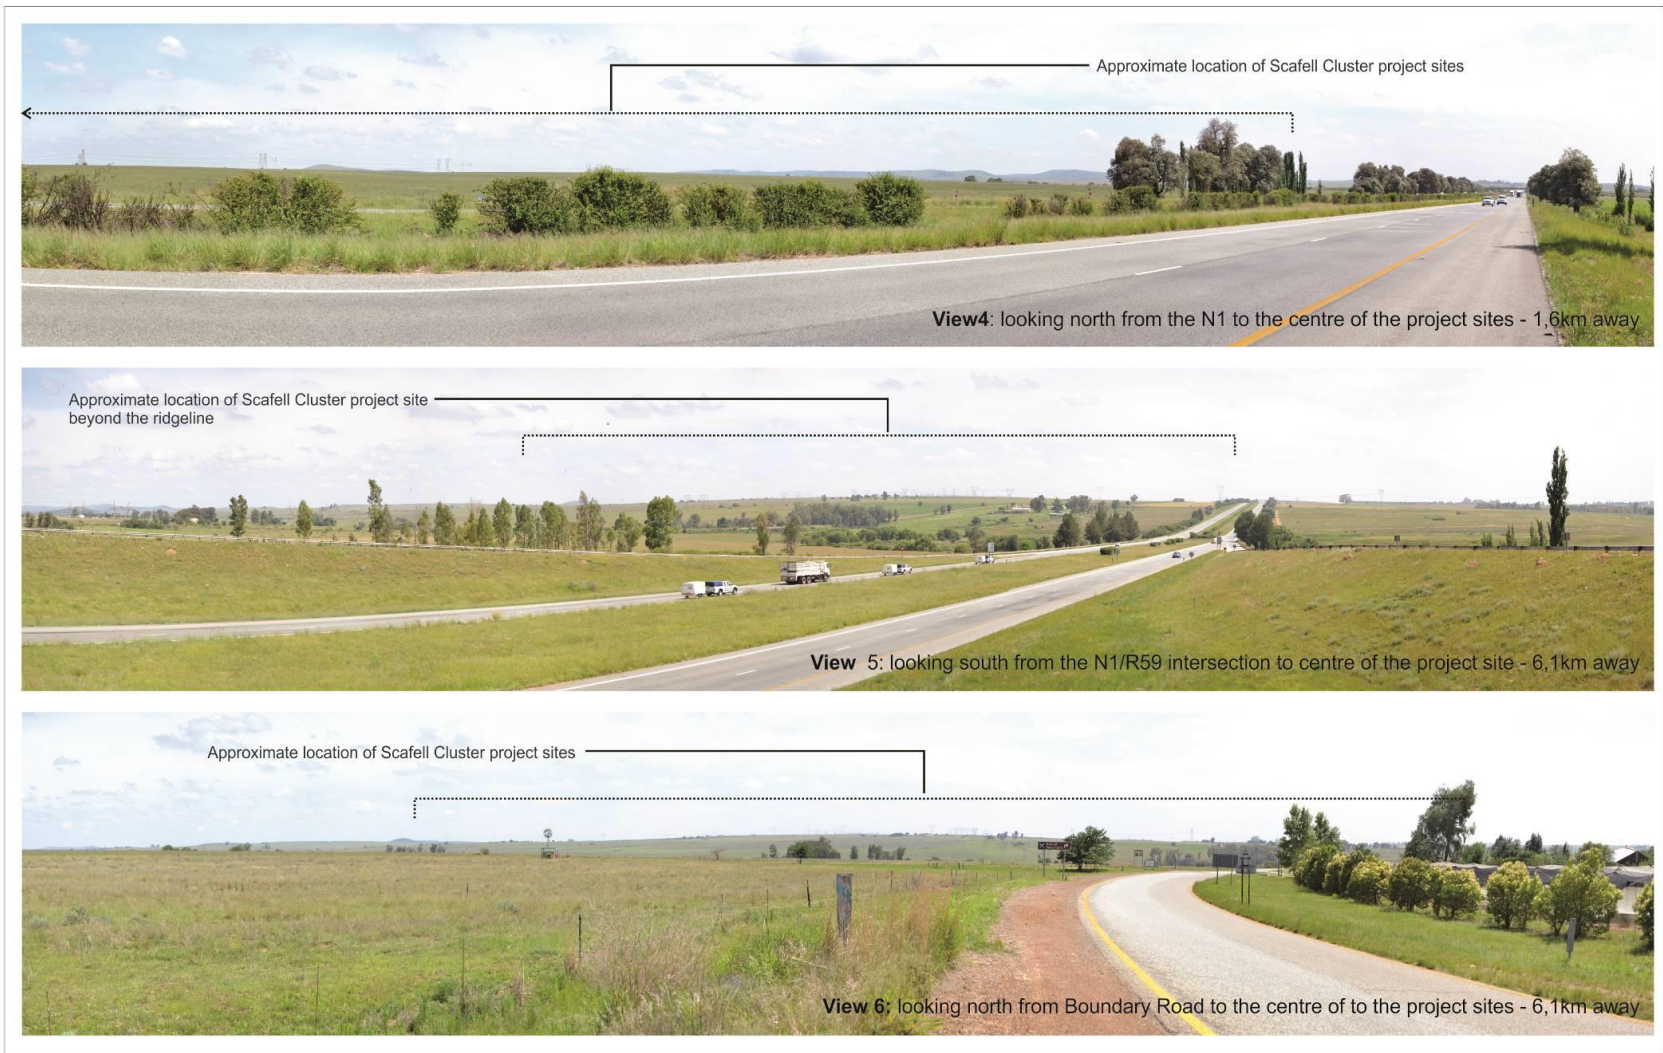 Approximate location of Scafell Cluster project sites
View4: looking north from the N1 to the centre of the project sites - 1,6km away
Approximate location of Scafell Cluster project site
beyond the ridgeline
View 5: looking south from the N1/R59 intersection to centre of the project site - 6,1km away
Approximate location of Scafell Cluster project sites
View 6: looking north from Boundary Road to the centre of to the project sites - 6,1km away